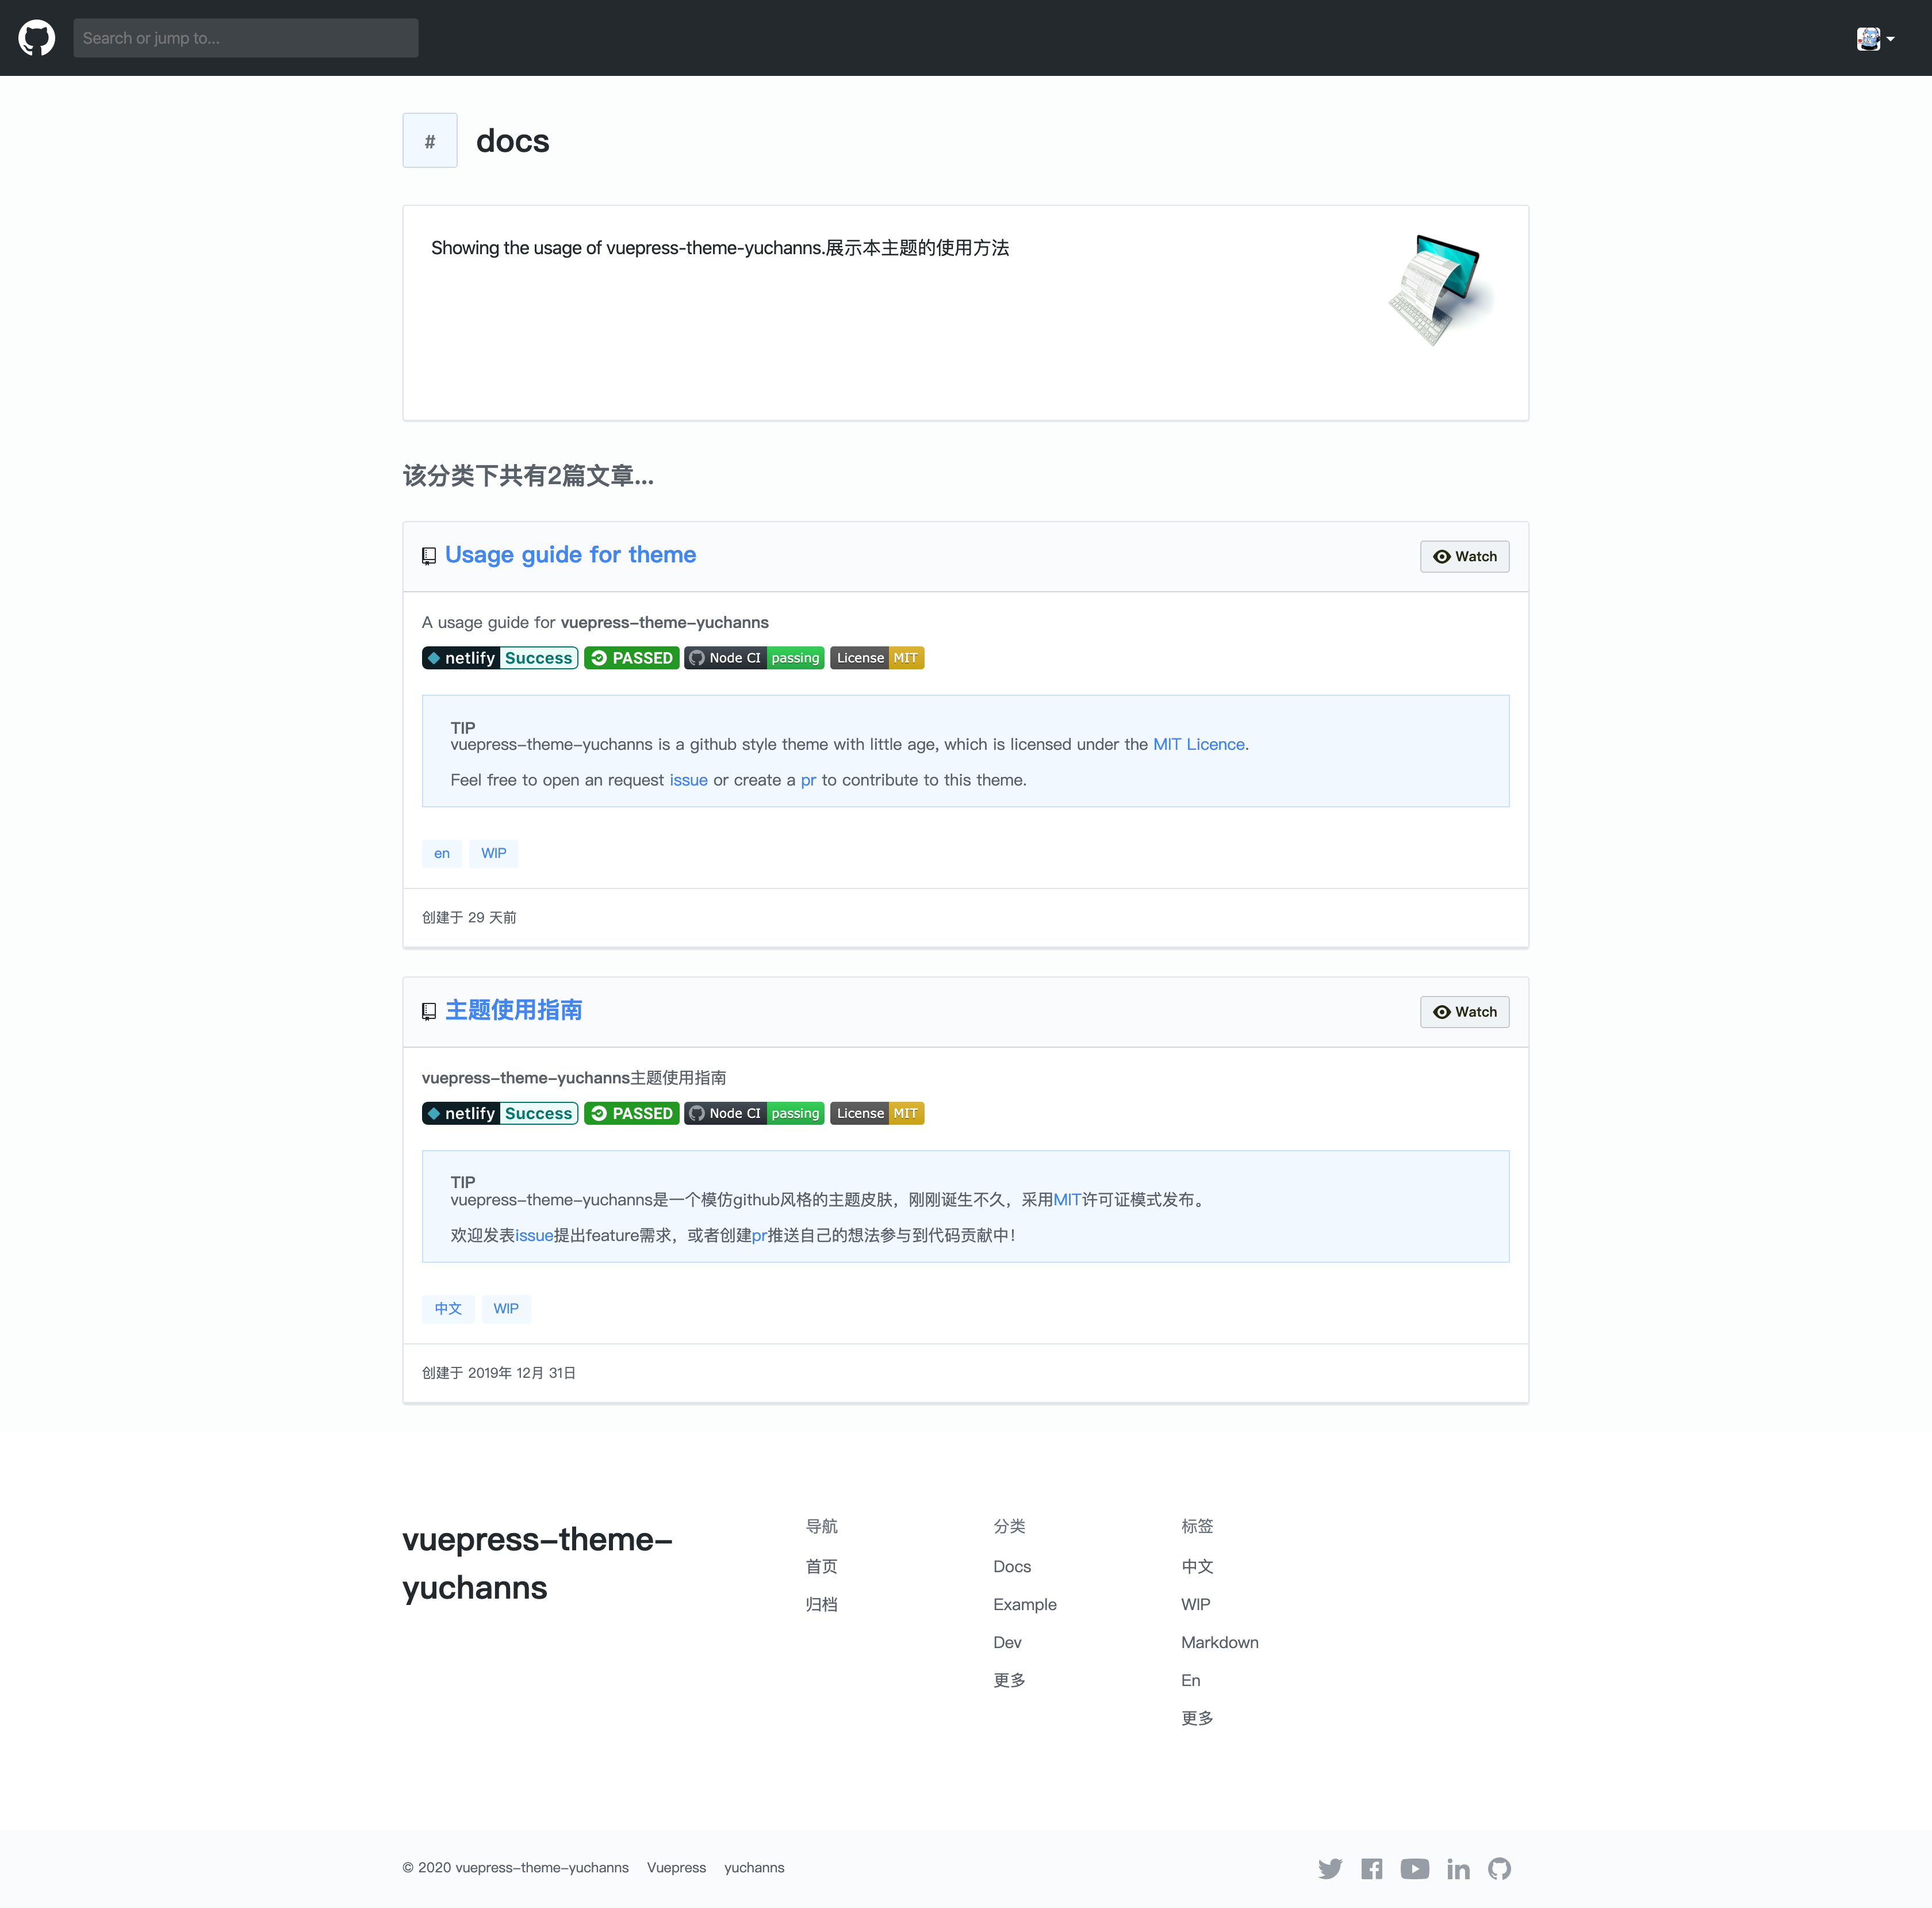 Search or jump to...
#
docs
Showing the usage of vuepress-theme-yuchanns.展示本主题的使用方法
该分类下共有2篇文章...
Usage guide for theme
Watch
A usage guide for vuepress-theme-yuchanns
netlify Success PASSED Node CI passing License MIT
TIP
vuepress-theme-yuchanns is a github style theme with little age, which is licensed under the MIT Licence.
Feel free to open an request issue or create a pr to contribute to this theme.
en WIP
创建于 29 天前
主题使用指南
Watch
vuepress-theme-yuchanns主题使用指南
netlify Success PASSED Node CI passing License MIT
TIP
vuepress-theme-yuchanns是一个模仿github风格的主题皮肤，刚刚诞生不久，采用MIT许可证模式发布。
欢迎发表issue提出feature需求，或者创建pr推送自己的想法参与到代码贡献中！
中文 WIP
创建于 2019年 12月 31日
vuepress-theme-
yuchanns
导航
首页
归档
分类
Docs
Example
Dev
更多
标签
中文
WIP
Markdown
En
更多
© 2020 vuepress-theme-yuchanns Vuepress yuchanns